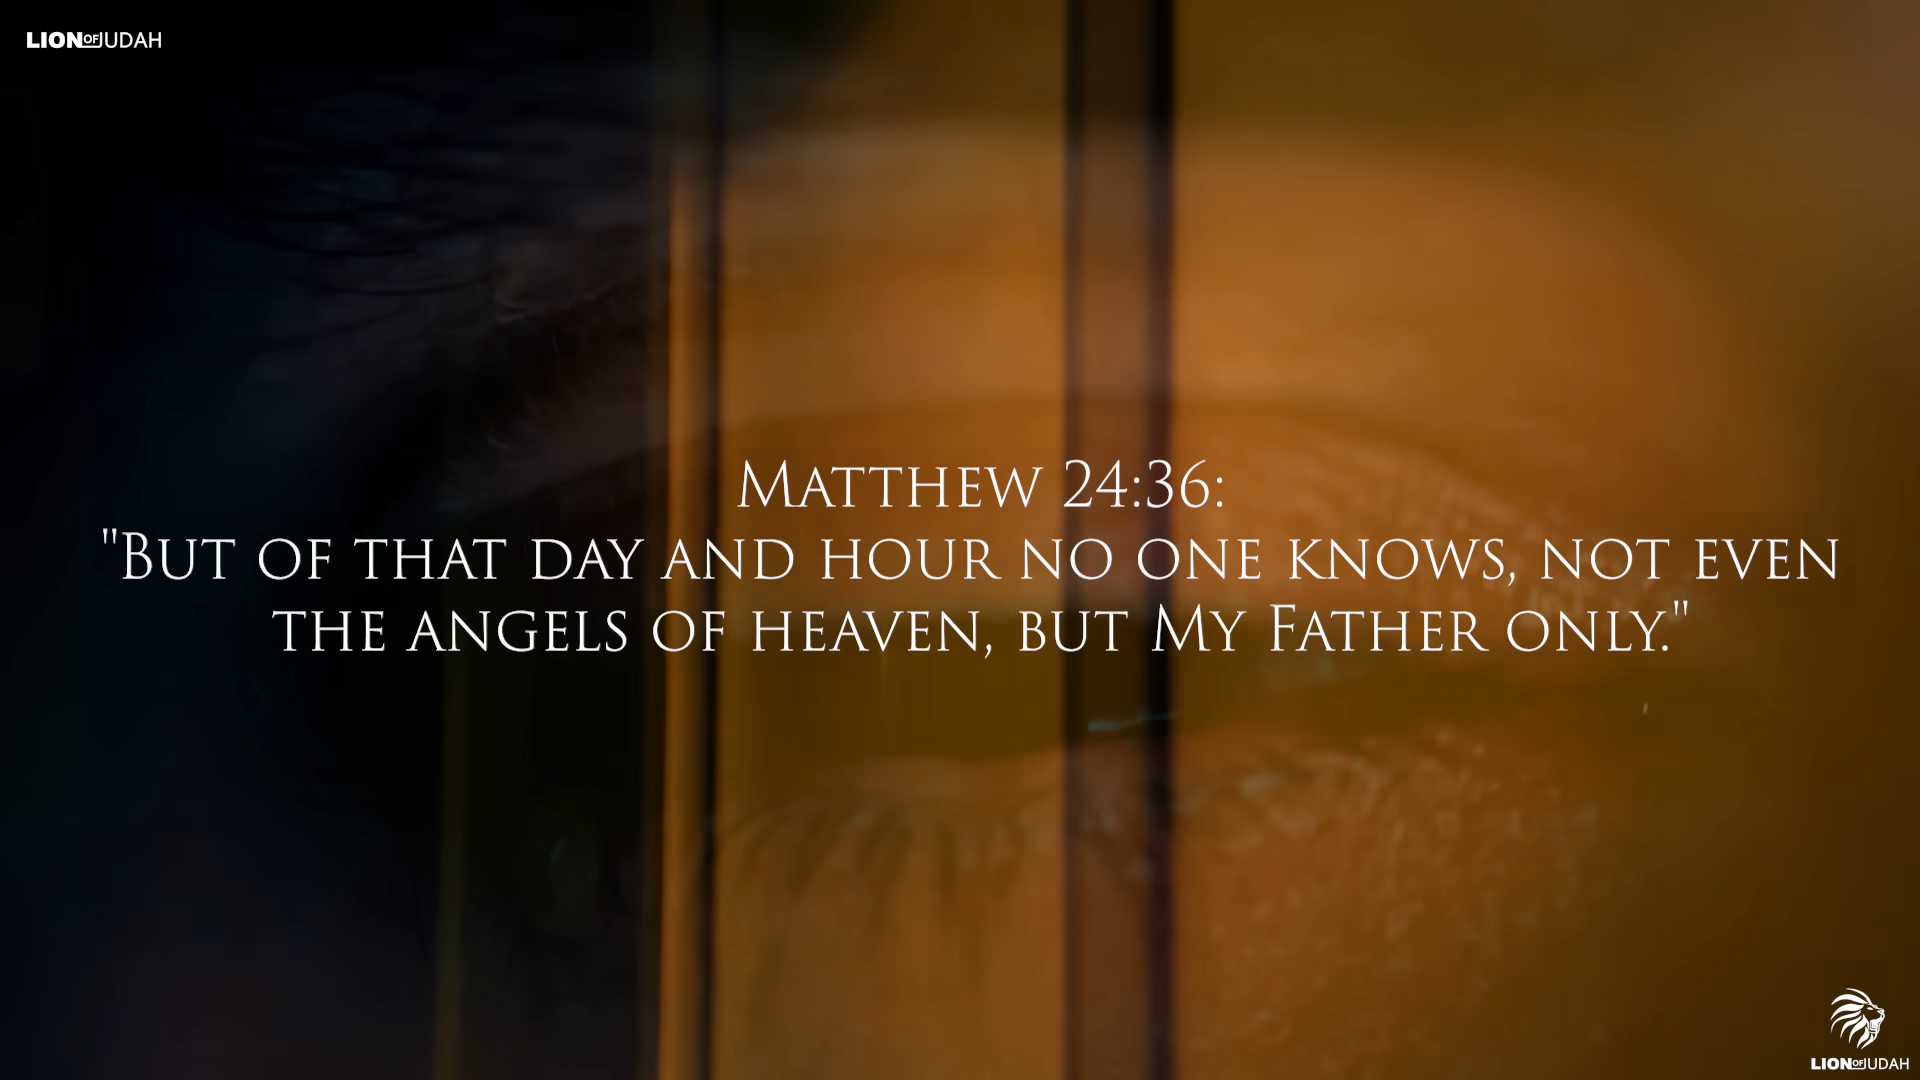 LIONOFJUDAH
MATTHEW 24:36:
"BUT OF THAT DAY AND HOUR NO ONE KNOWS, NOT EVEN
THE ANGELS OF HEAVEN, BUT MY FATHER ONLY."
LIONOFJUDAH